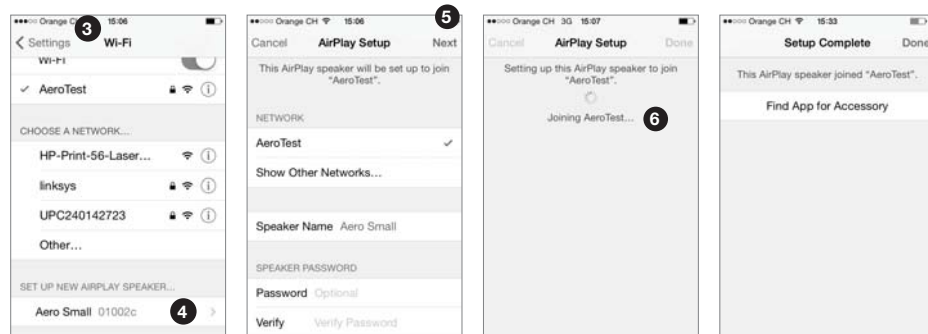 Orange CH 15:06
3
Settings Wi-Fi
Wi-Fi
AeroTest
CHOOSE A NETWORK...
HP-Print-56-Laser...
linksys
UPC240142723
Other...
SET UP NEW AIRPLAY SPEAKER...
Aero Small 01002c 4
Orange CH 15:06
5
Cancel AirPlay Setup Next
This AirPlay speaker will be set up to join
"AeroTest".
NETWORK
AeroTest
Show Other Networks...
Speaker Name Aero Small
SPEAKER PASSWORD
Password Optional
Verify Verify Password
Orange CH 3G 15:07
Cancel AirPlay Setup Done
Setting up this AirPlay speaker to join
"AeroTest".
Joining AeroTest... 6
Orange CH 15:33
Setup Complete Done
This AirPlay speaker joined "AeroTest".
Find App for Accessory